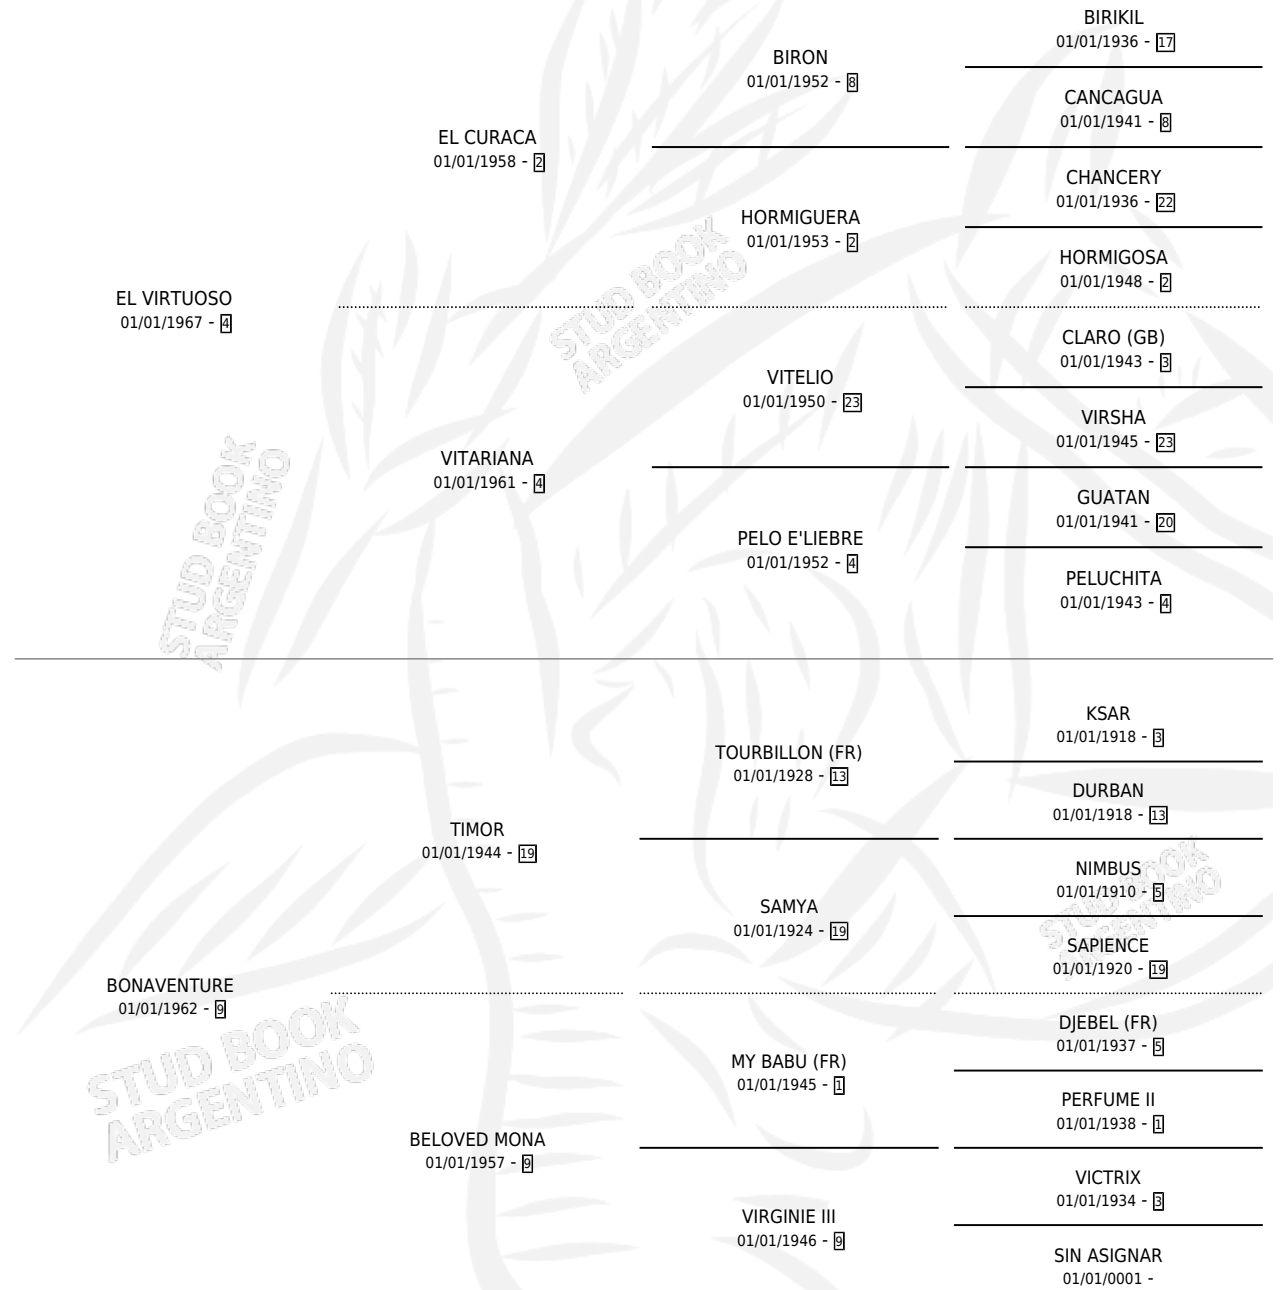 BIRIKIL
01/01/1936 - 17
BIRON
01/01/1952 - 8
CANCAGUA
01/01/1941 - 8
EL CURACA
01/01/1958 - 2
CHANCERY
01/01/1936 - 22
HORMIGUERA
01/01/1953 - 2
HORMIGOSA
01/01/1948 - 2
EL VIRTUOSO
01/01/1967 - 4
CLARO (GB)
01/01/1943 - 3
VITELIO
01/01/1950 - 23
VIRSHA
01/01/1945 - 23
VITARIANA
01/01/1961 - 4
GUATAN
01/01/1941 - 20
PELO E'LIEBRE
01/01/1952 - 4
PELUCHITA
01/01/1943 - 4
STUD BOOK
ARGENTINO
STUD BOOK
ARGENTINO
KSAR
01/01/1918 - 3
TOURBILLON (FR)
01/01/1928 - 13
DURBAN
01/01/1918 - 13
TIMOR
01/01/1944 - 19
NIMBUS
01/01/1910 - 5
SAMYA
01/01/1924 - 19
SAPIENCE
01/01/1920 - 19
STUD BOOK
ARGENTINO
BONAVENTURE
01/01/1962 - 9
DJEBEL (FR)
01/01/1937 - 5
MY BABU (FR)
01/01/1945 - 1
PERFUME II
01/01/1938 - 1
BELOVED MONA
01/01/1957 - 9
VICTRIX
01/01/1934 - 3
VIRGINIE III
01/01/1946 - 9
SIN ASIGNAR
01/01/0001 -
STUD BOOK
ARGENTINO